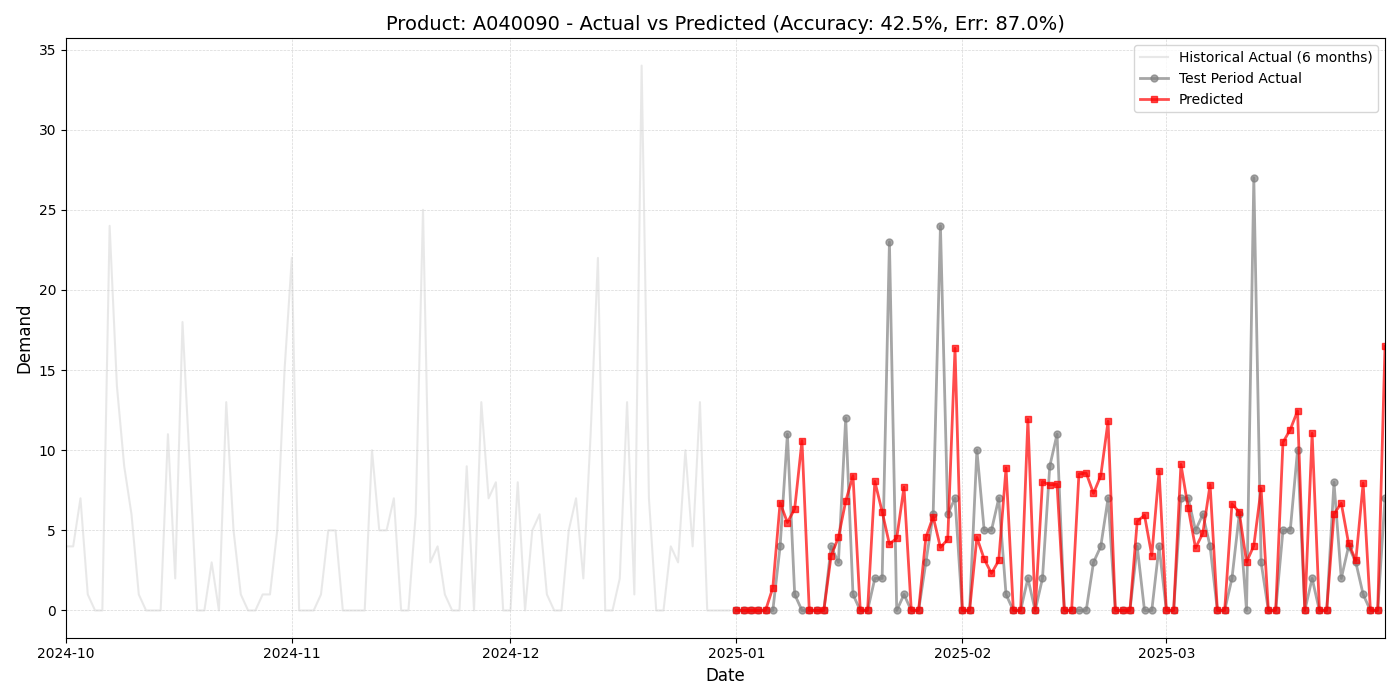 Product: A040090 - Actual vs Predicted (Accuracy: 42.5%, Err: 87.0%)
Historical Actual (6 months)
Test Period Actual
Predicted
Demand
35
30
25
20
15
10
5
0
2024-10
2024-11
2024-12
2025-01
2025-02
2025-03
Date